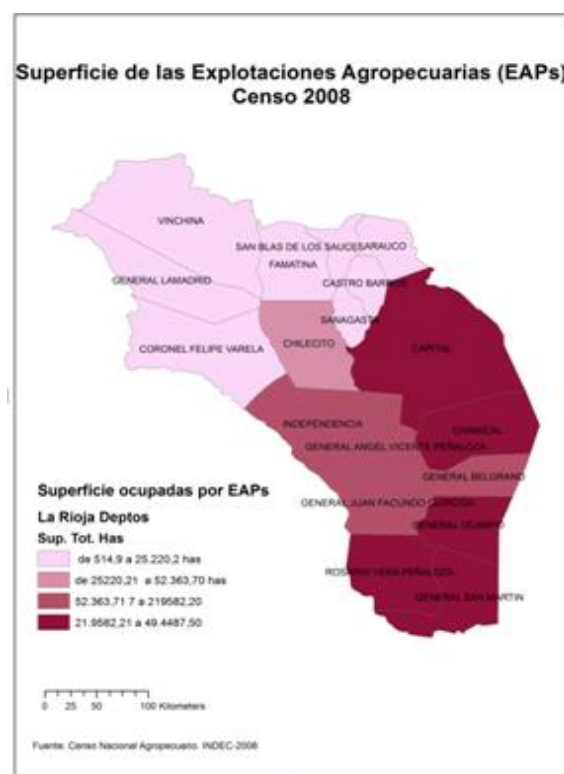 Superficie de las Explotaciones Agropecuarias (EAPs)
Censo 2008
VINCHINA
SAN BLAS DE LOS SAUCES
ARAUCO
FAMATINA
GENERAL LAMADRID
CASTRO BARROS
SANAGASTA
CHILECITO
CORONEL FELIPE VARELA
CAPITAL
INDEPENDENCIA
CHAMICAL
GENERAL ANGEL VICENTE PEÑALOZA
GENERAL BELGRANO
GENERAL JUAN FACUNDO QUIROGA
GENERAL OCAMPO
ROSARIO VERA PEÑALOZA
GENERAL SAN MARTIN
Superficie ocupadas por EAPs
La Rioja Deptos
Sup. Tot. Has
de 514,9 a 25.220,2 has
de 25220,21 a 52.363,70 has
52.363,71 7 a 219582,20
21.9582,21 a 49.4487,50
0 25 50 100 Kilometers
Fuente: Censo Nacional Agropecuario. INDEC-2008